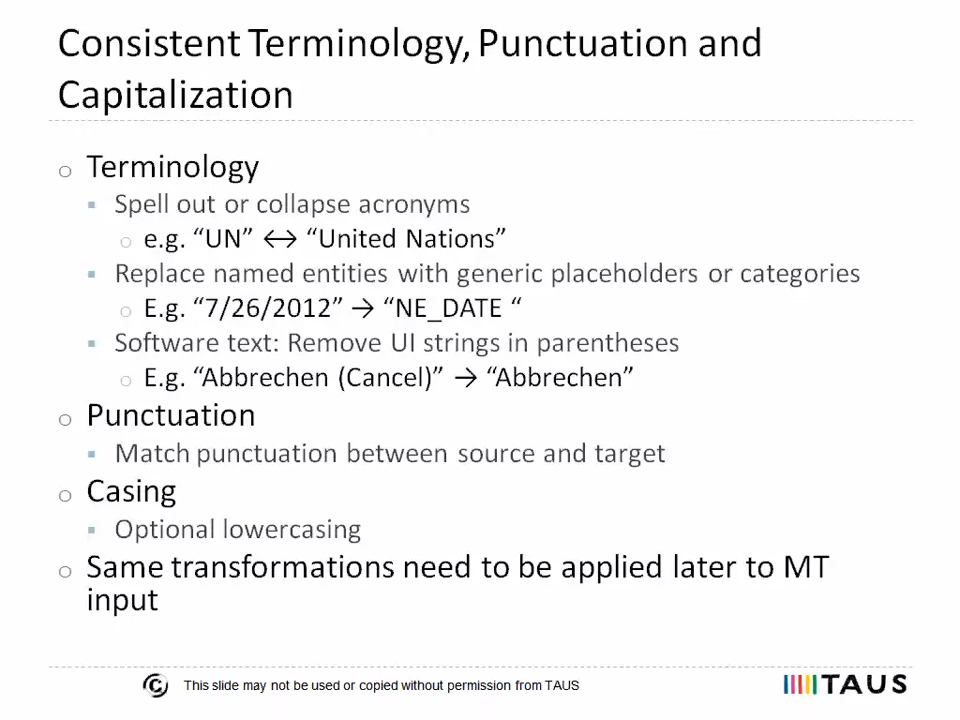 Consistent Terminology, Punctuation and
Capitalization
Terminology
Spell out or collapse acronyms
e.g. “UN” ↔ “United Nations”
Replace named entities with generic placeholders or categories
E.g. “7/26/2012” → “NE_DATE “
Software text: Remove UI strings in parentheses
E.g. “Abbrechen (Cancel)” → “Abbrechen”
Punctuation
Match punctuation between source and target
Casing
Optional lowercasing
Same transformations need to be applied later to MT
input
This slide may not be used or copied without permission from TAUS
TAUS